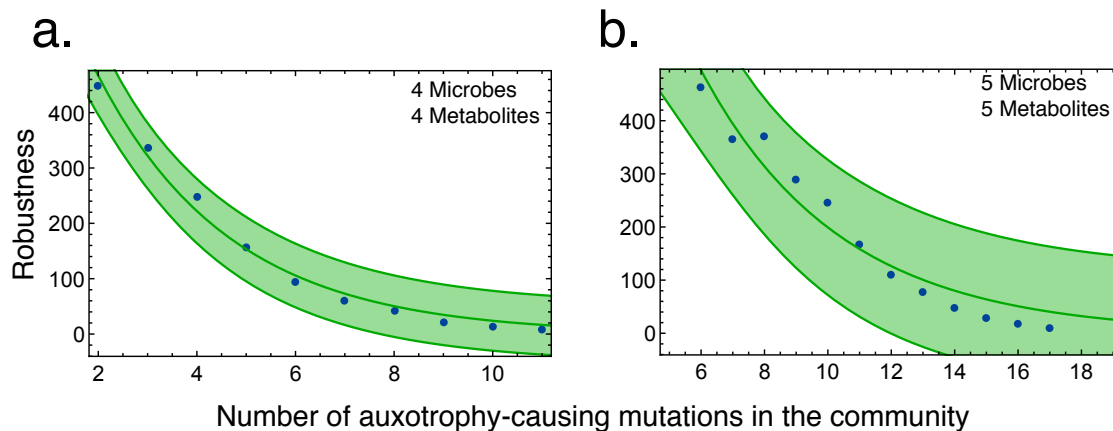 a.
b.
4 Microbes
4 Metabolites
5 Microbes
5 Metabolites
Robustness
400
300
200
100
0
2 4 6 8 10
400
300
200
100
0
6 8 10 12 14 16 18
Number of auxotrophy-causing mutations in the community